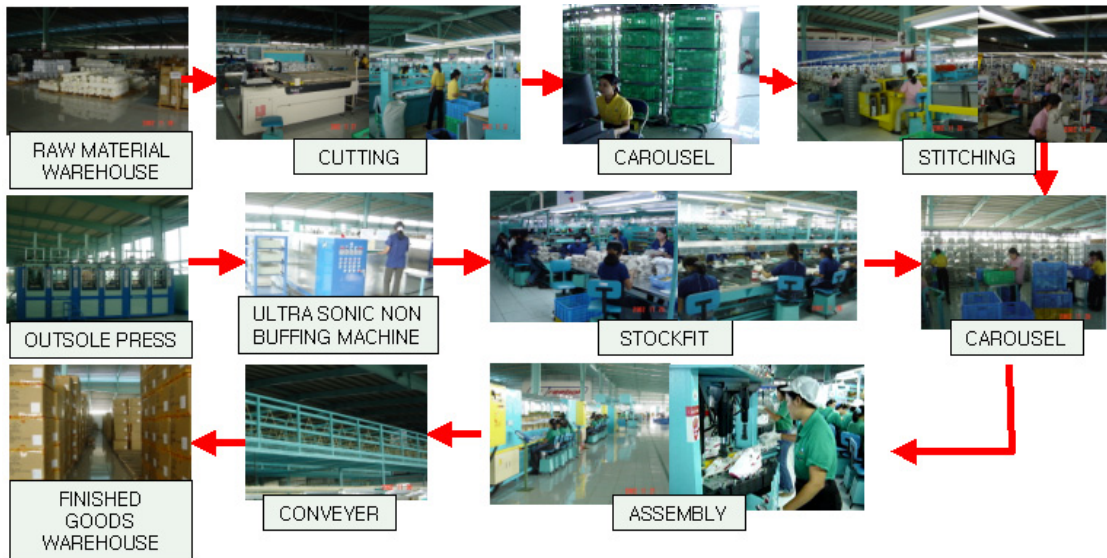 RAW MATERIAL
WAREHOUSE
CUTTING
CAROUSEL
STITCHING
OUTSOLE PRESS
ULTRA SONIC NON
BUFFING MACHINE
STOCKFIT
CAROUSEL
FINISHED
GOODS
WAREHOUSE
CONVEYER
ASSEMBLY